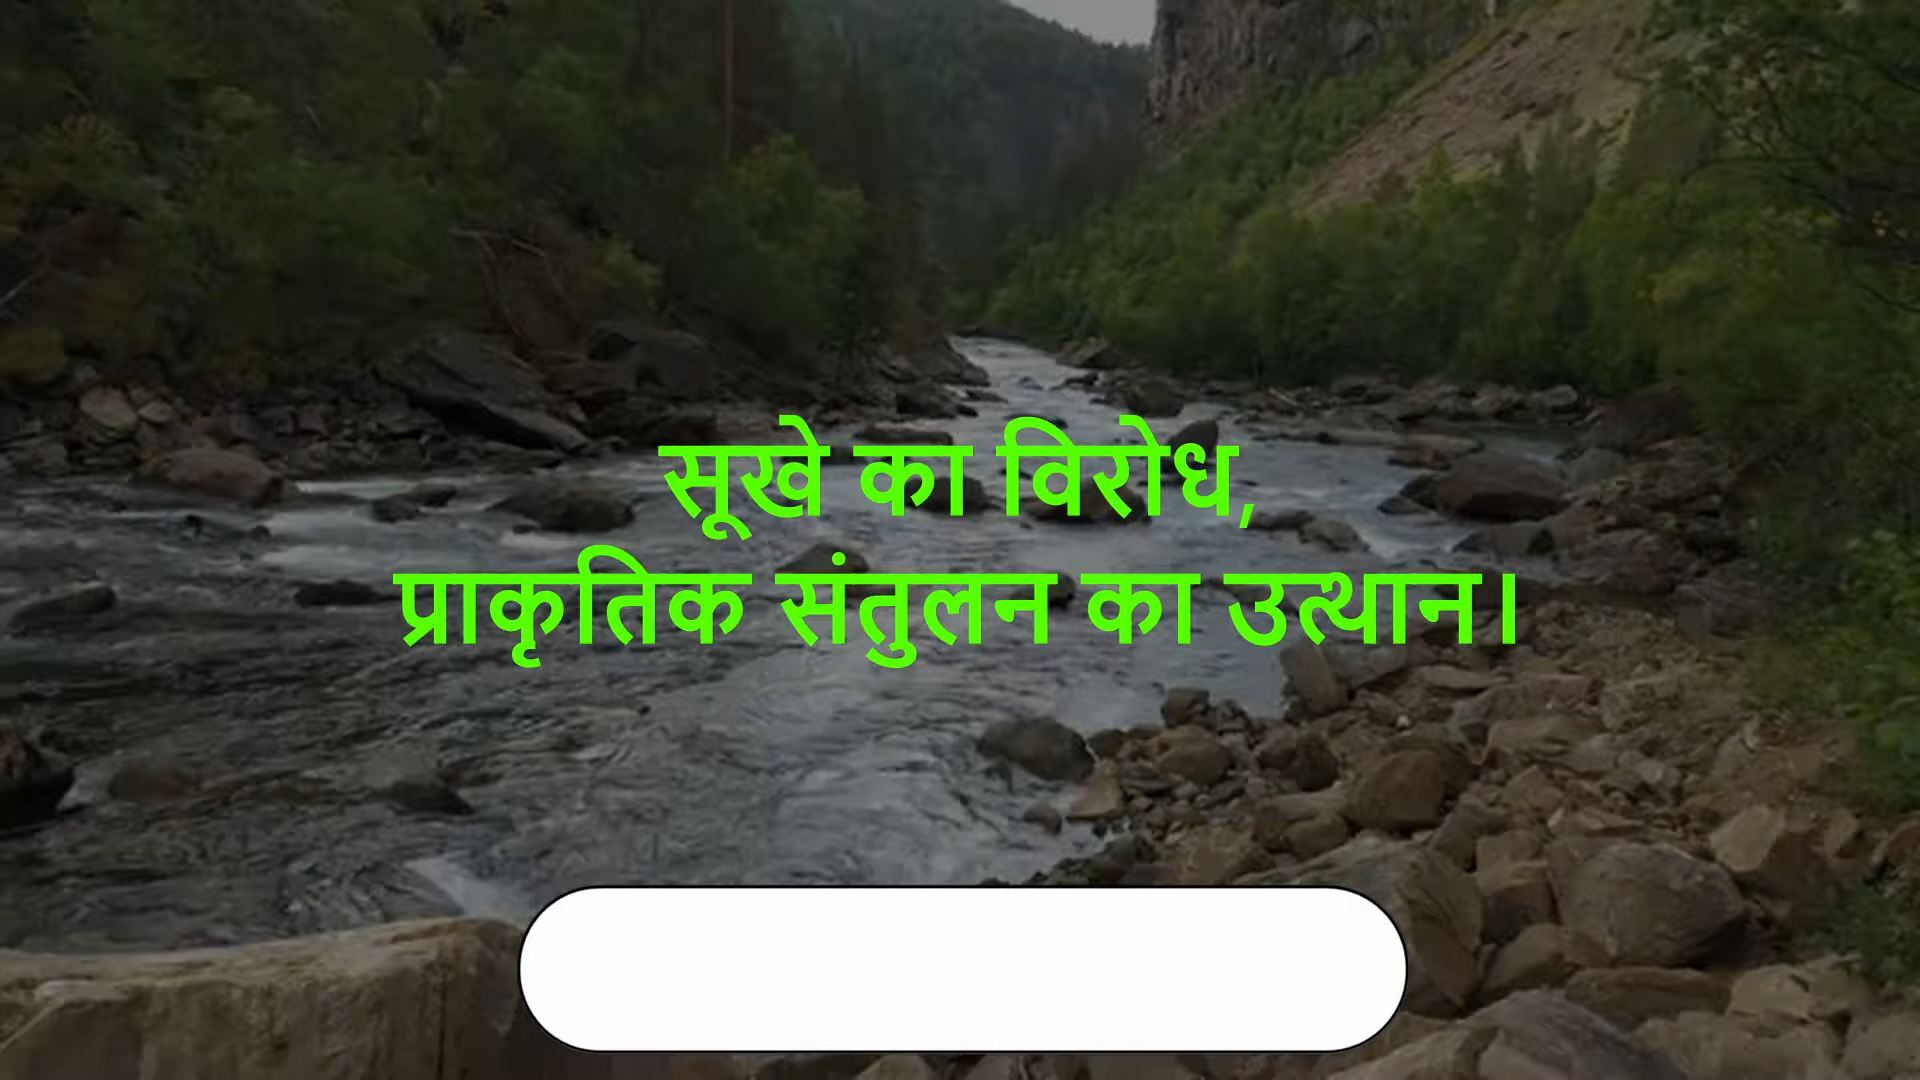 सूखे का विरोध,
प्राकृतिक संतुलन का उत्थान।